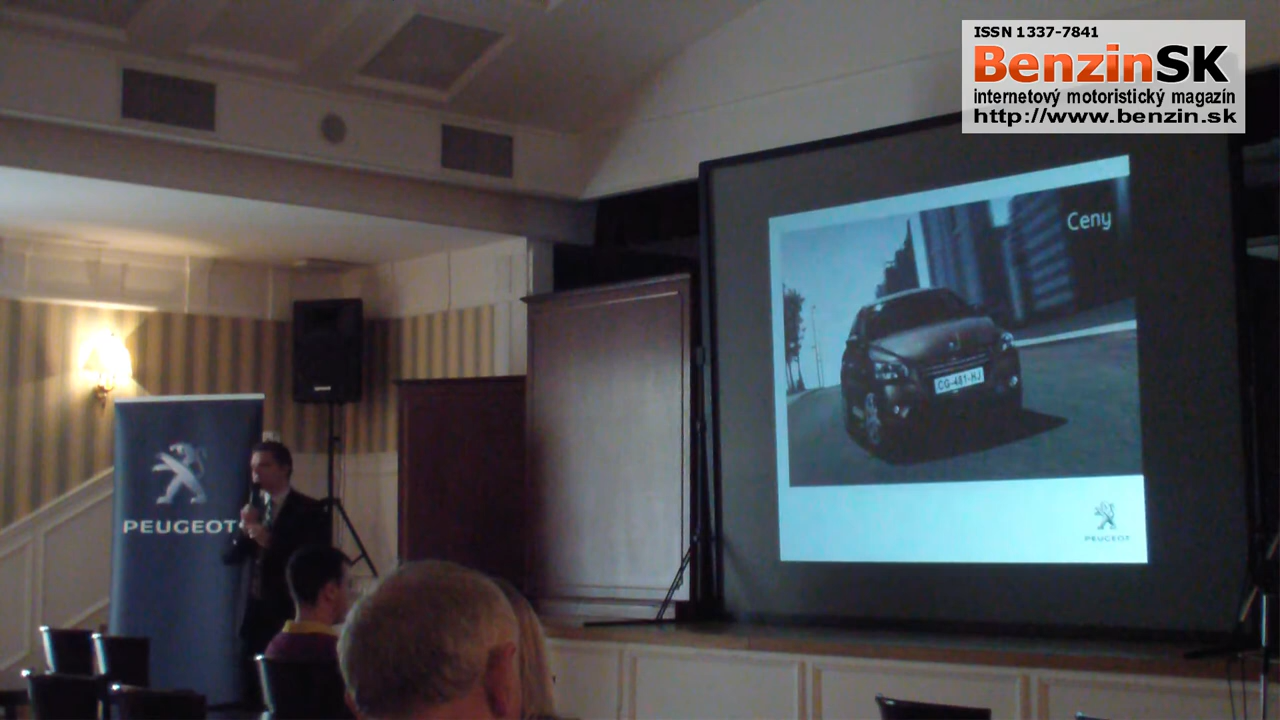 ISSN 1337-7841
BenzinSK
internetový motoristický magazín
http://www.benzin.sk
Ceny
CG-481-HJ
PEUGEOT
PEUGEOT